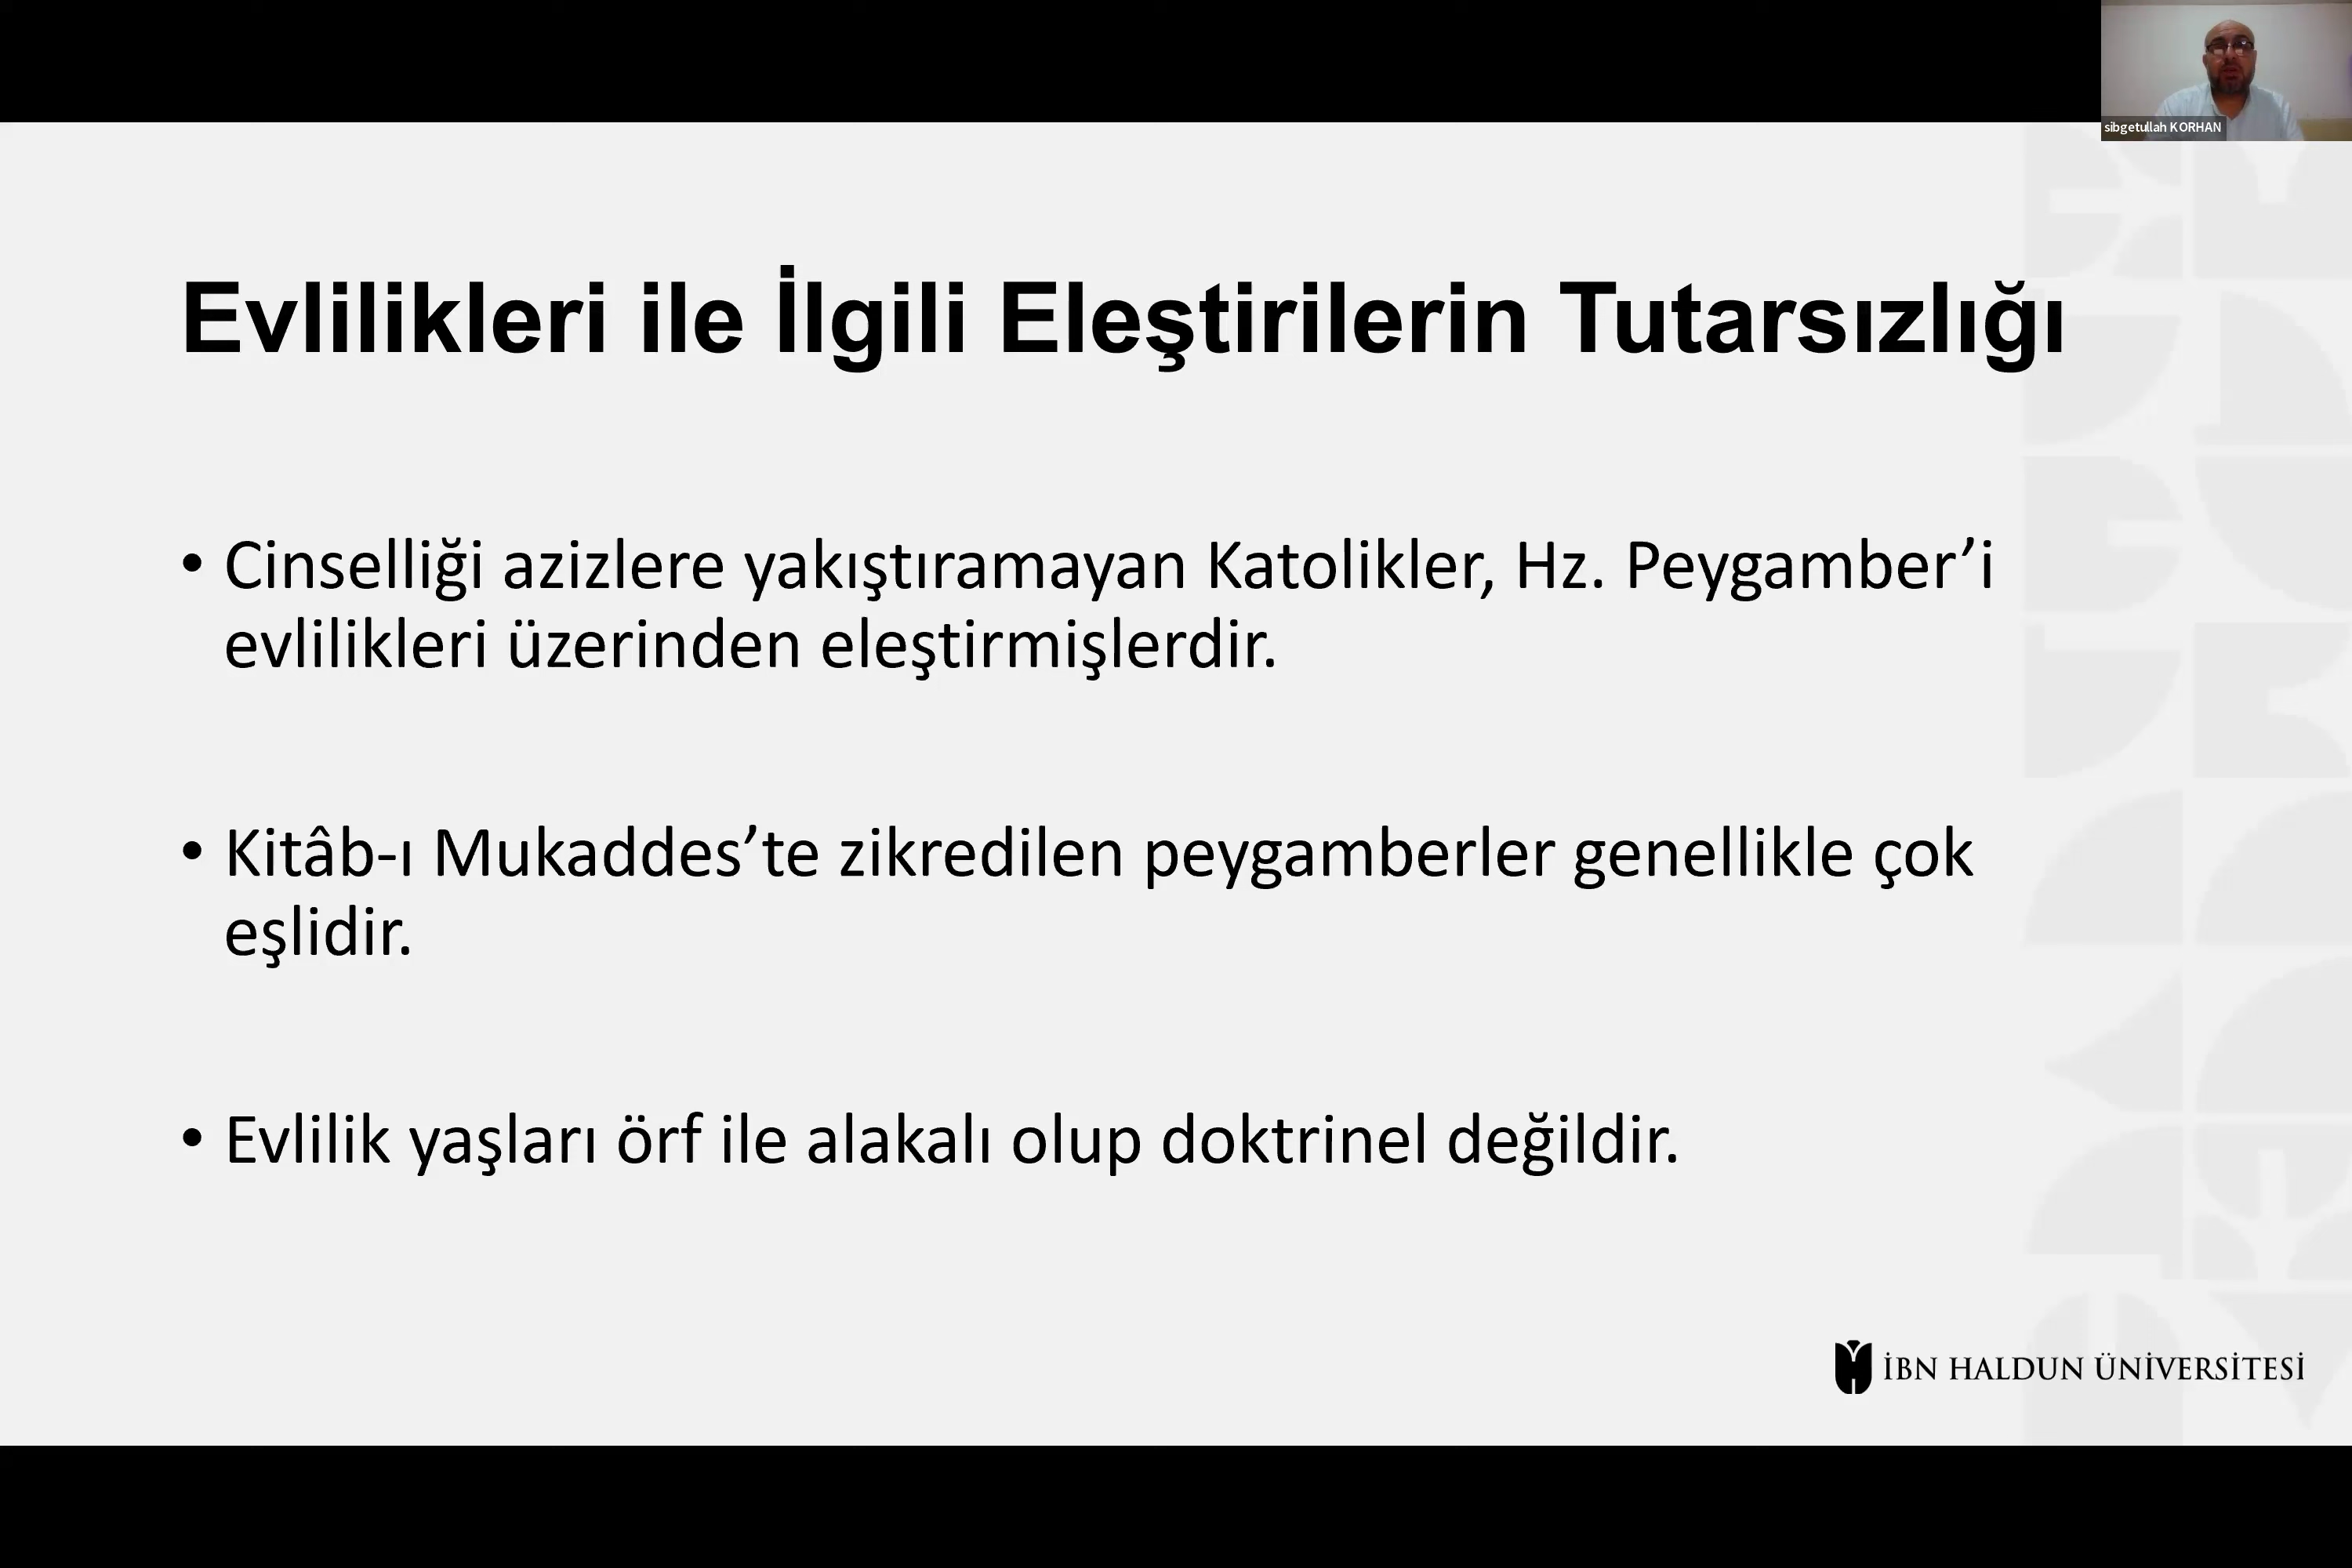 sibgetullah KORHAN
Evlilikleri ile İlgili Eleştirilerin Tutarsızlığı
• Cinselliği azizlere yakıştıramayan Katolikler, Hz. Peygamber’i
evlilikleri üzerinden eleştirmişlerdir.
• Kitâb-ı Mukaddes’te zikredilen peygamberler genellikle çok
eşlidir.
• Evlilik yaşları örf ile alakalı olup doktrinel değildir.
İBN HALDUN ÜNİVERSİTESİ